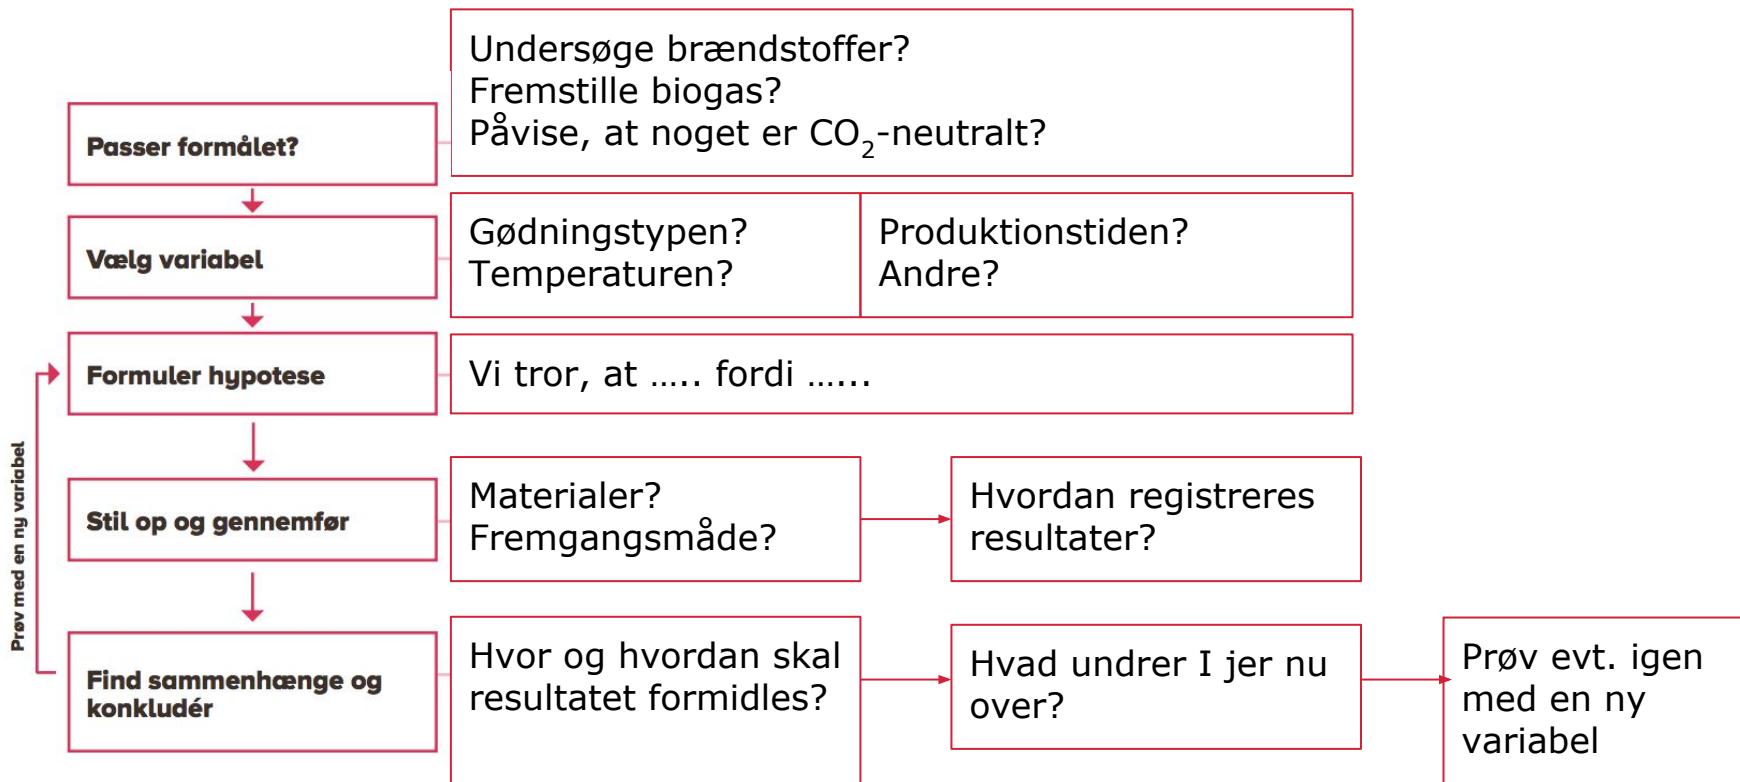 Undersøge brændstoffer?
Fremstille biogas?
Påvise, at noget er CO₂-neutralt?
Passer formålet?
Gødningstypen?
Temperaturen?
Produktionstiden?
Andre?
Vælg variabel
Formuler hypotese
Vi tror, at ….. fordi …...
Prøv med en ny variabel
Stil op og gennemfør
Materialer?
Fremgangsmåde?
Hvordan registreres
resultater?
Find sammenhænge og
konkludér
Hvor og hvordan skal
resultatet formidles?
Hvad undrer I jer nu
over?
Prøv evt. igen
med en ny
variabel